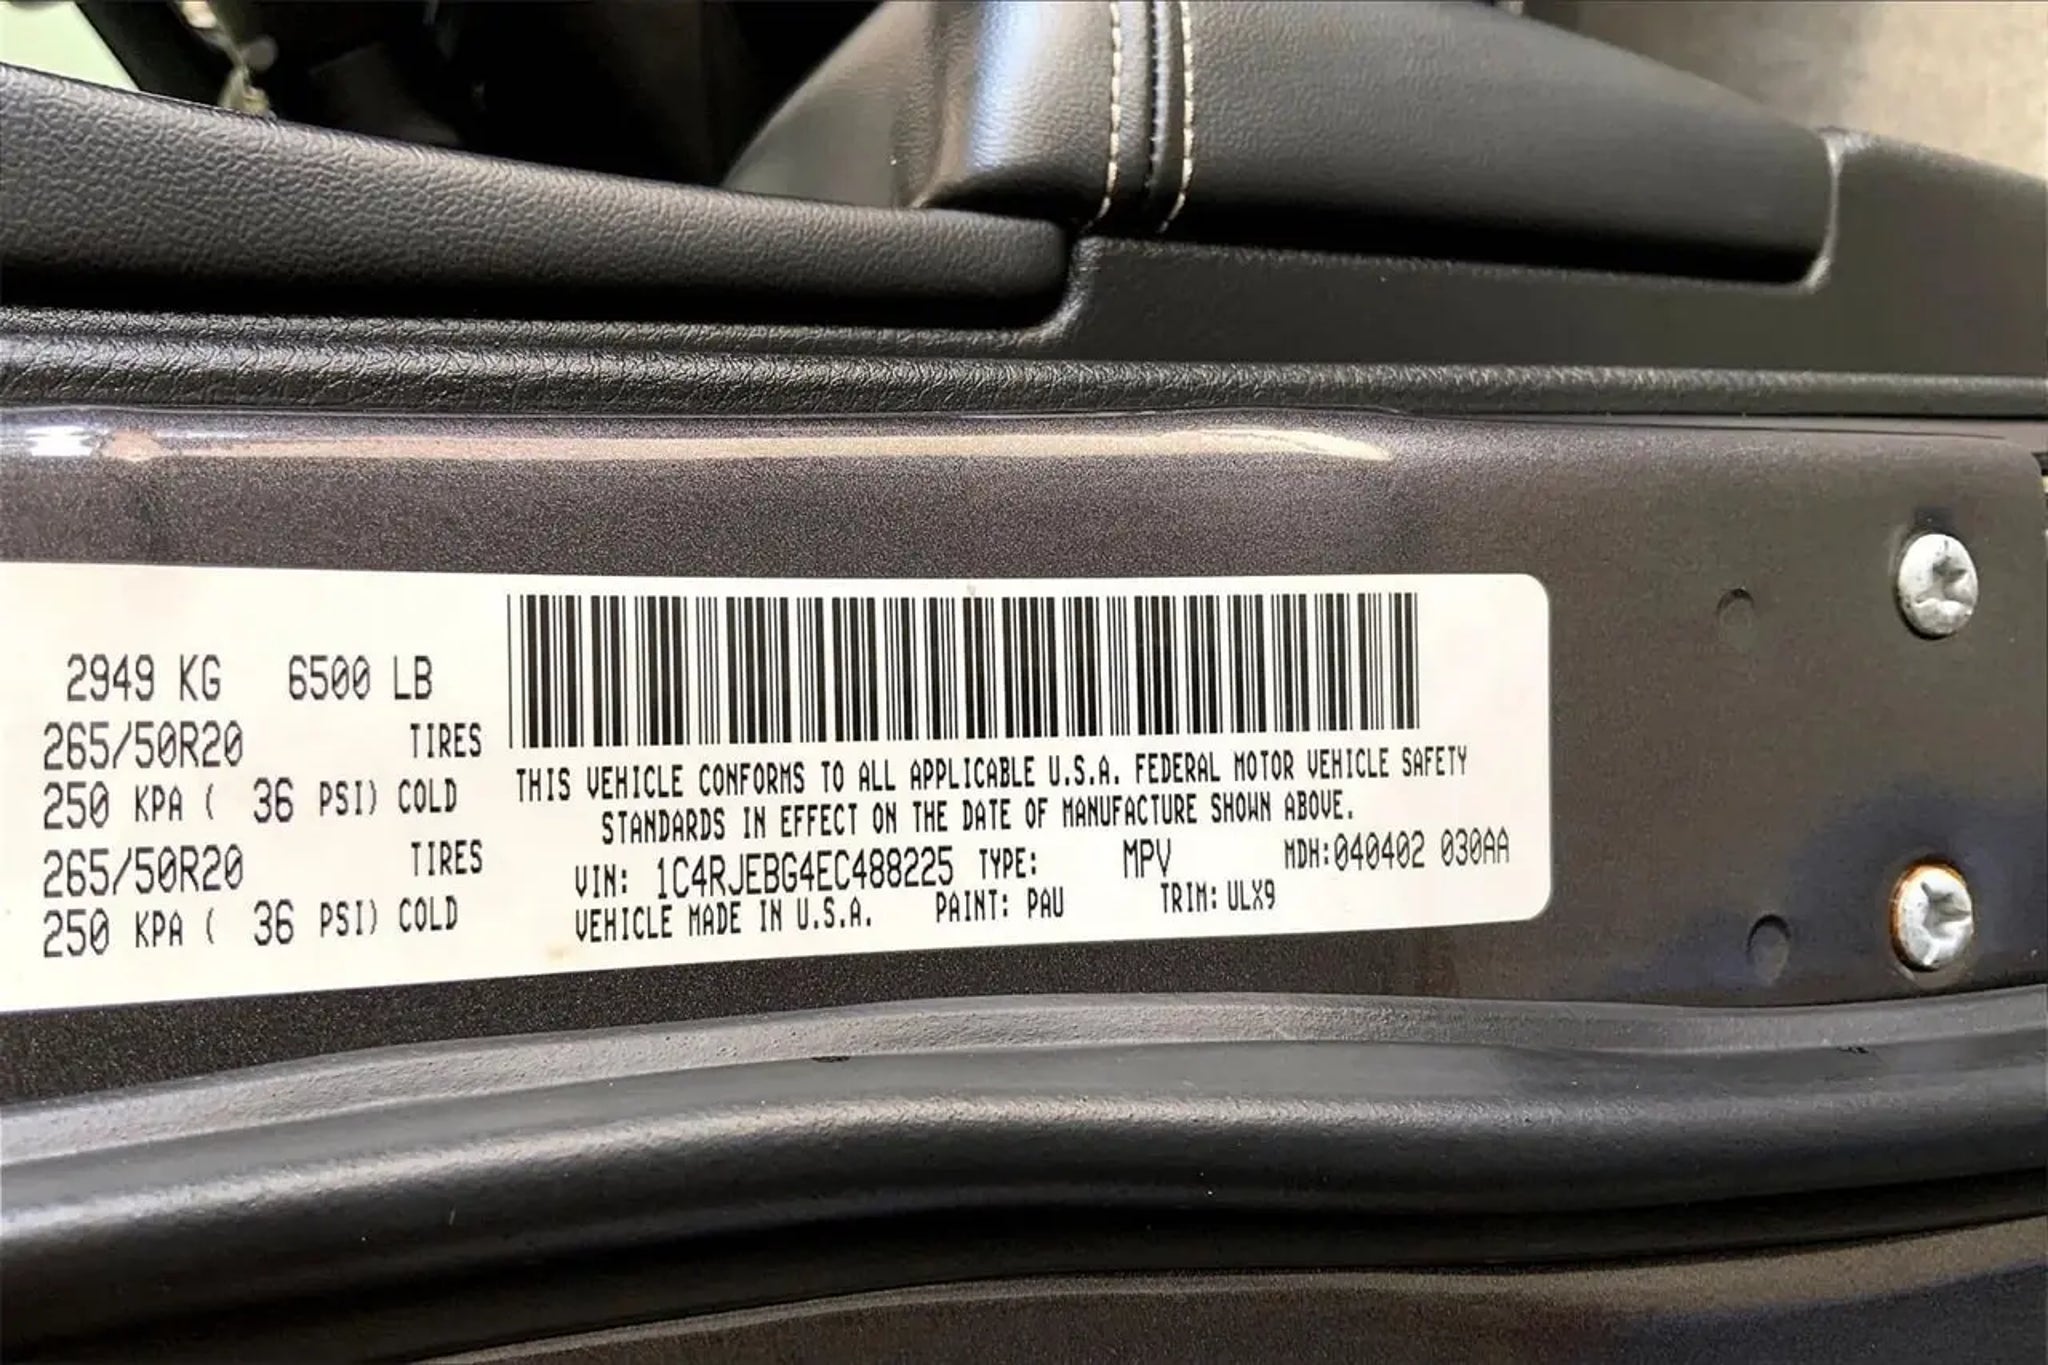 2949 KG 6500 LB
265/50R20 TIRES
250 KPA ( 36 PSI) COLD
265/50R20 TIRES
250 KPA ( 36 PSI) COLD
THIS VEHICLE CONFORMS TO ALL APPLICABLE U.S.A. FEDERAL MOTOR VEHICLE SAFETY
STANDARDS IN EFFECT ON THE DATE OF MANUFACTURE SHOWN ABOVE.
VIN: 1C4RJEBG4EC488225 TYPE: MPV MDH:040402 030AA
VEHICLE MADE IN U.S.A. PAINT: PAU TRIM: ULX9